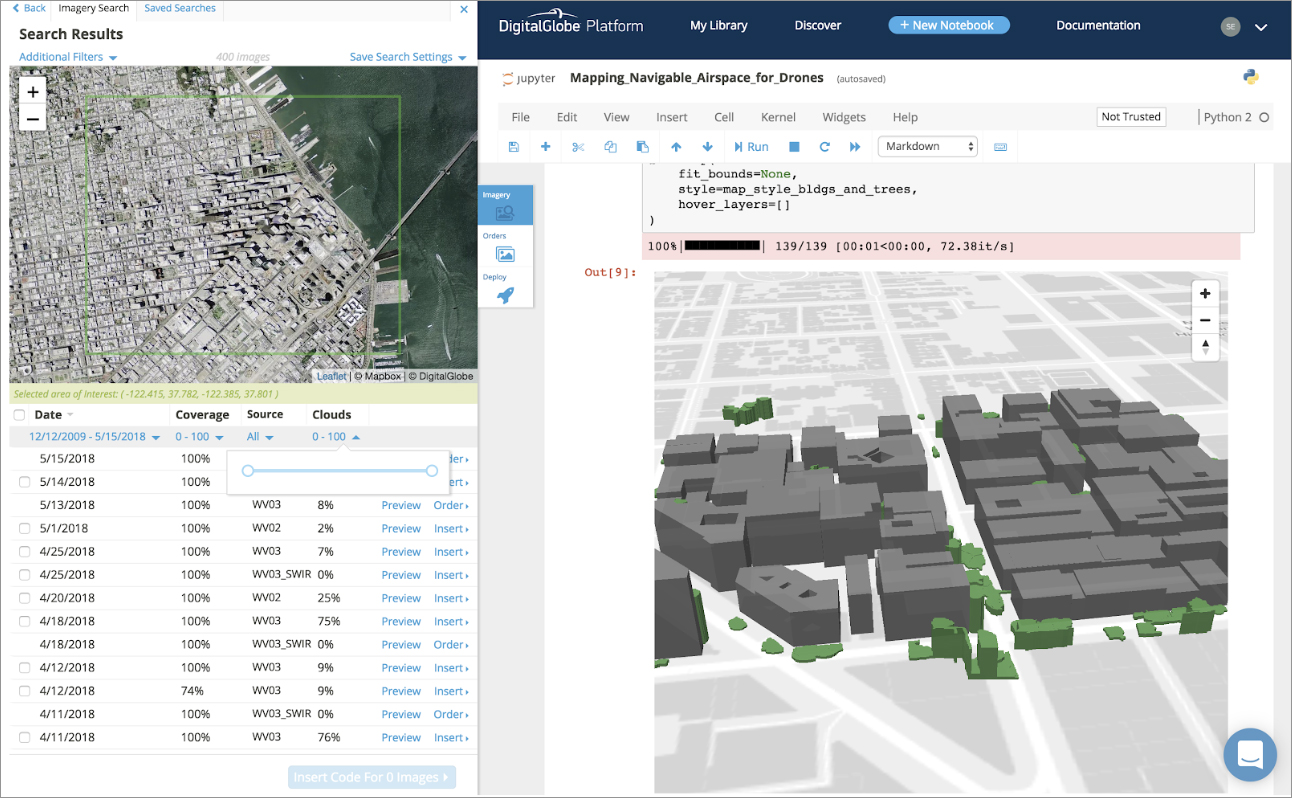 Back Imagery Search Saved Searches ×
Search Results
Additional Filters 400 Images Save Search Settings
+
−
Leaflet | © Mapbox | © DigitalGlobe
Selected area of Interest: ( -122.415, 37.782, -122.385, 37.801 )
Date Coverage Source Clouds
12/12/2009 - 5/15/2018 0 - 100 All 0 - 100
5/15/2018 100%
5/14/2018 100%
5/13/2018 100% WV03 8% Preview Order
5/1/2018 100% WV02 2% Preview Insert
4/25/2018 100% WV03 7% Preview Insert
4/25/2018 100% WV03_SWIR 0% Preview Insert
4/20/2018 100% WV02 25% Preview Insert
4/18/2018 100% WV03 75% Preview Insert
4/18/2018 100% WV03_SWIR 0% Preview Order
4/12/2018 100% WV03 9% Preview Insert
4/12/2018 74% WV03 9% Preview Insert
4/11/2018 100% WV03_SWIR 0% Preview Order
4/11/2018 100% WV03 76% Preview Insert
Insert Code For 0 Images
DigitalGlobe Platform My Library Discover + New Notebook Documentation SE
jupyter Mapping_Navigable_Airspace_for_Drones (autosaved)
File Edit View Insert Cell Kernel Widgets Help Not Trusted Python 2
Run Markdown
Imagery
Orders
Deploy
fit_bounds=None,
style=map_style_bldgs_and_trees,
hover_layers=[]
)
100%| | 139/139 [00:01<00:00, 72.38it/s]
Out[9]:
+
−